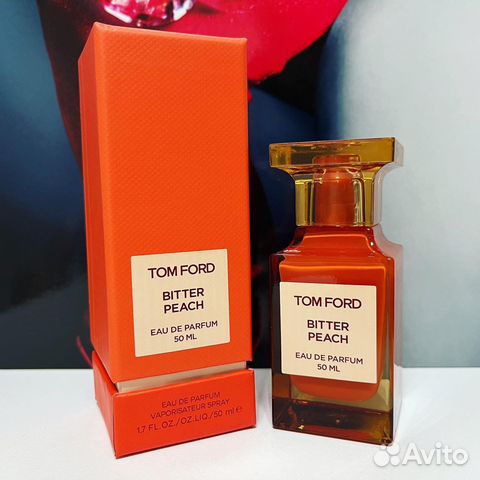 TOM FORD
BITTER
PEACH
EAU DE PARFUM
50 ML
EAU DE PARFUM
VAPORISATEUR SPRAY
1.7 FL.OZ./OZ.LIQ./50 ml ℮
TOM FORD
BITTER
PEACH
EAU DE PARFUM
50 ML
Avito